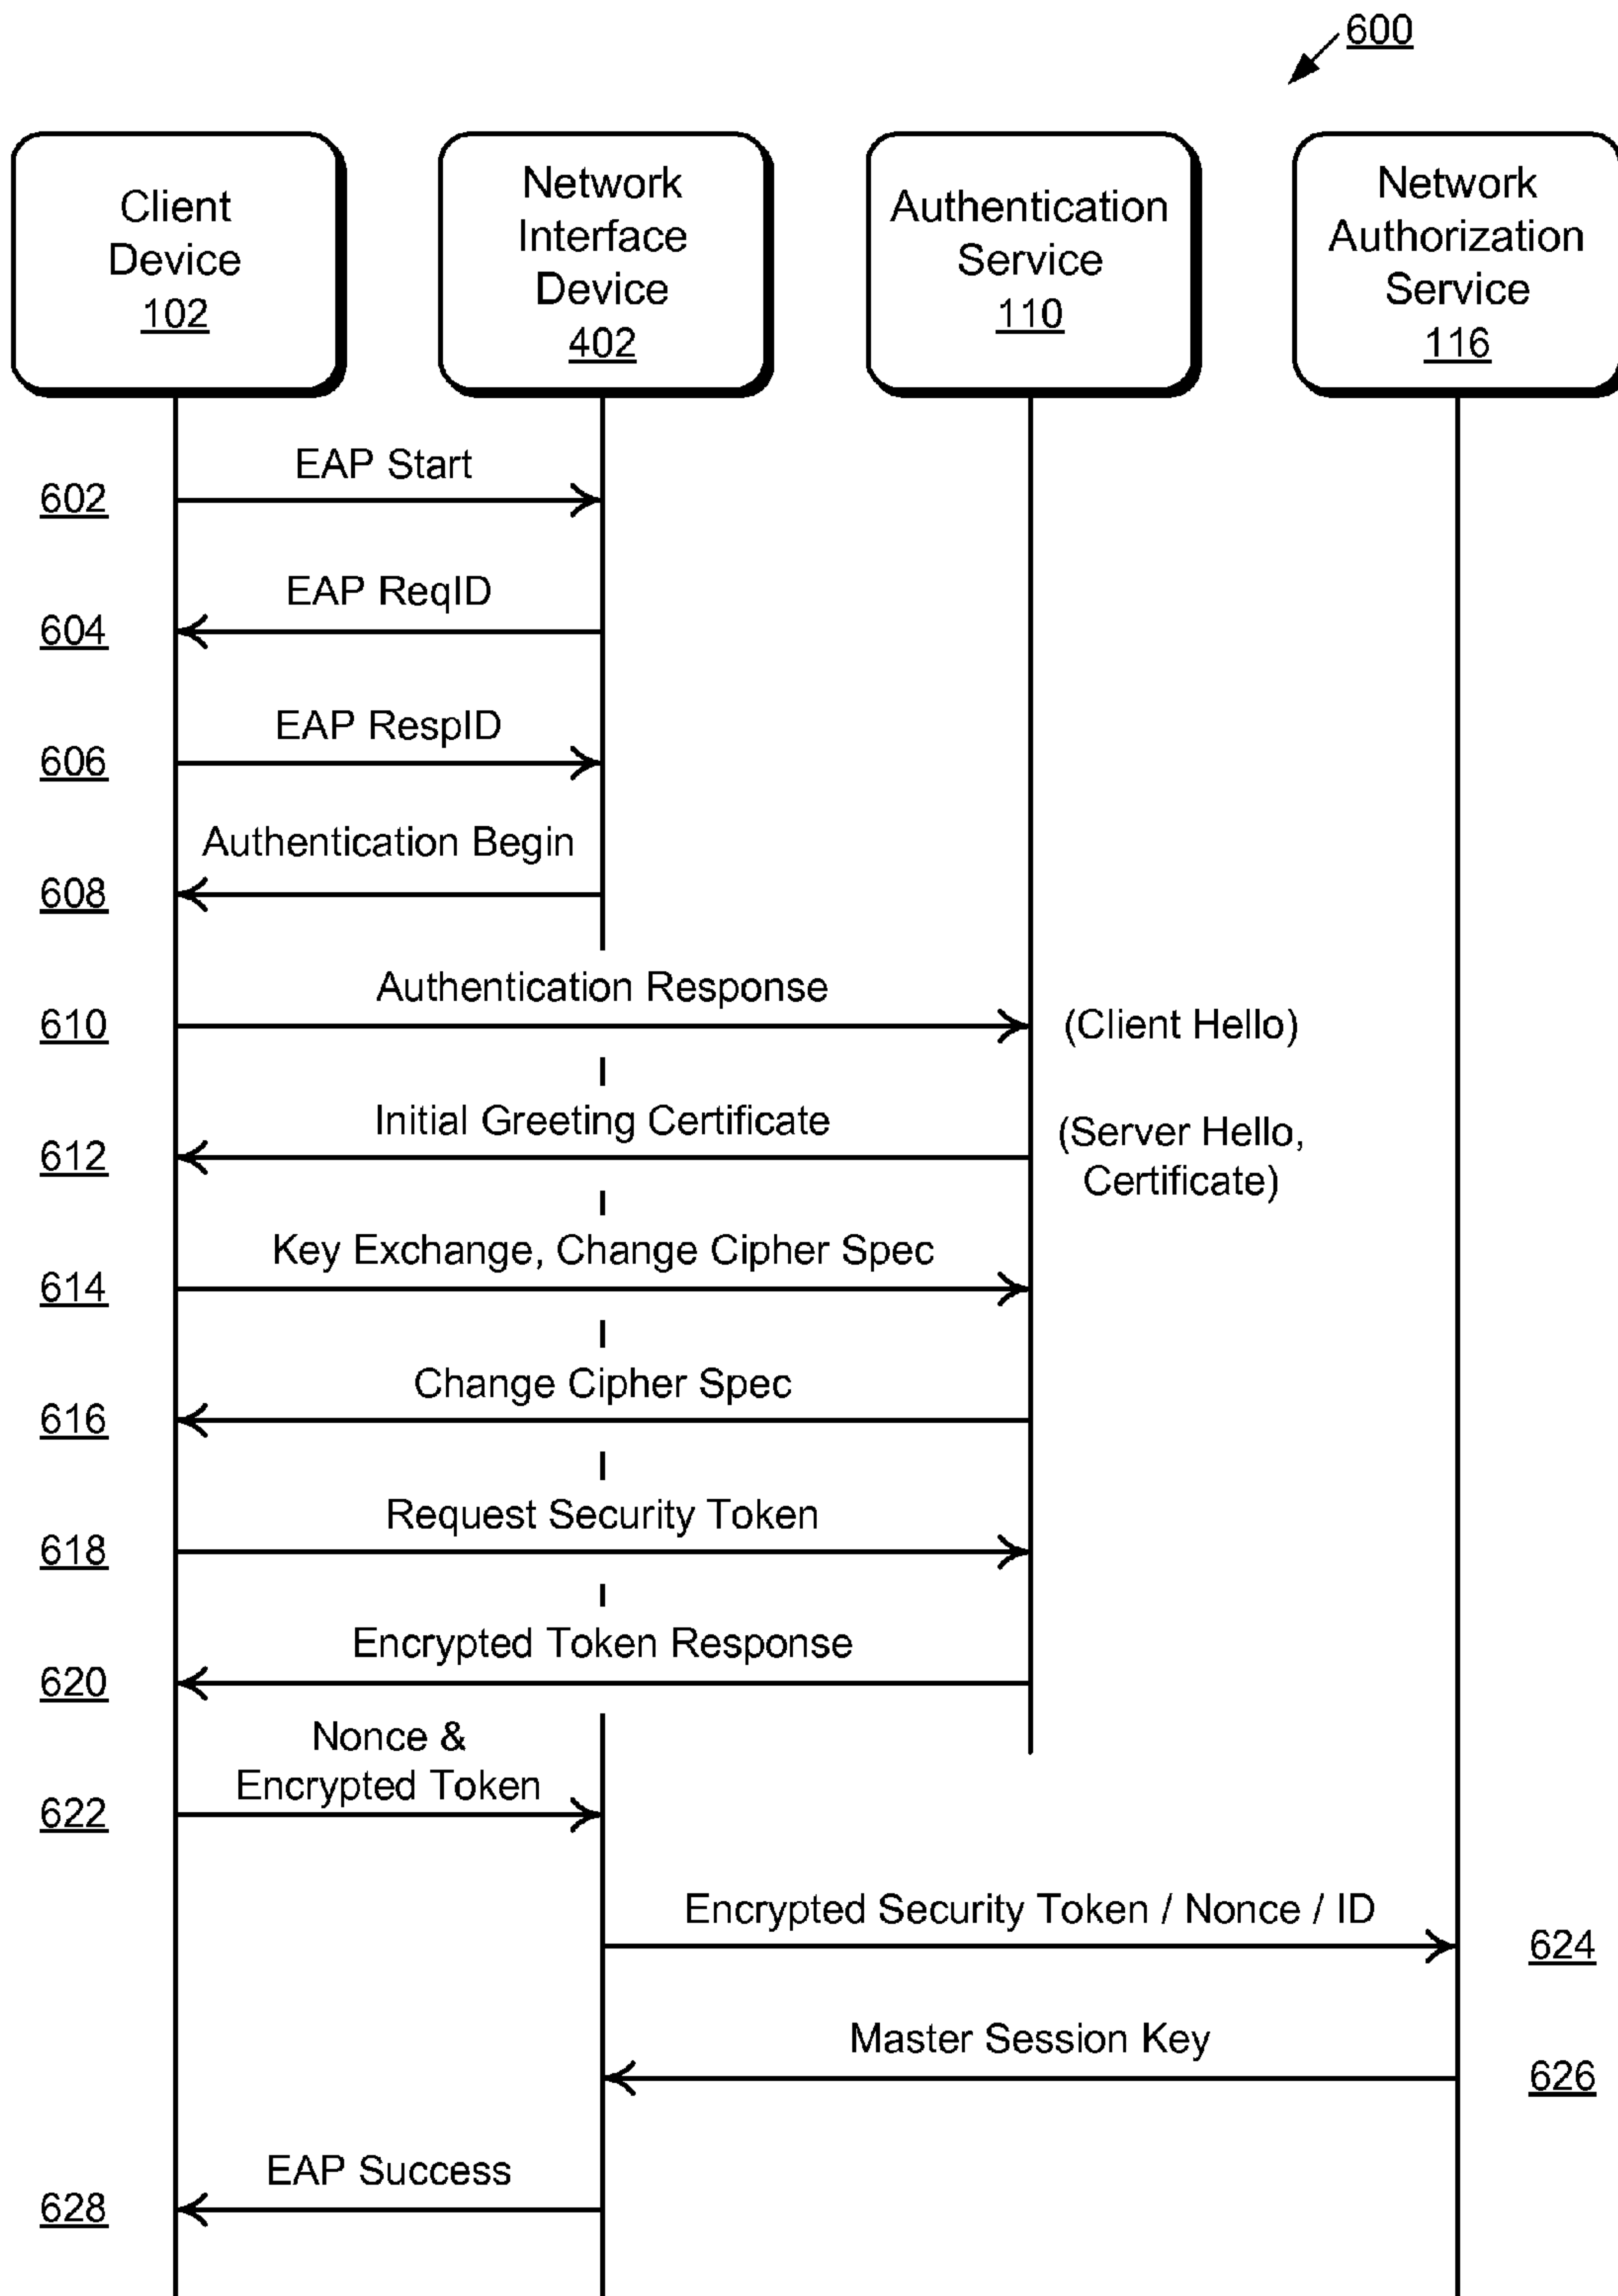 600
Client
Device
102
Network
Interface
Device
402
Authentication
Service
110
Network
Authorization
Service
116
EAP Start
602
EAP ReqID
604
EAP RespID
606
Authentication Begin
608
Authentication Response
610
(Client Hello)
Initial Greeting Certificate
612
(Server Hello,
Certificate)
Key Exchange, Change Cipher Spec
614
Change Cipher Spec
616
Request Security Token
618
Encrypted Token Response
620
Nonce &
Encrypted Token
622
Encrypted Security Token / Nonce / ID
624
Master Session Key
626
EAP Success
628